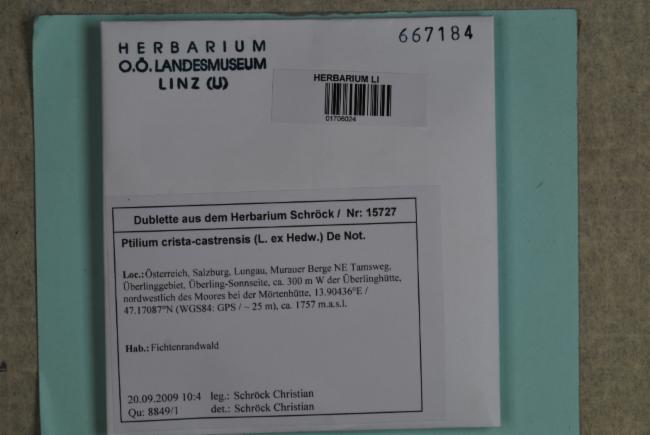 HERBARIUM
O.Ö. LANDESMUSEUM
LINZ (U)
667184
HERBARIUM LI
01706024
Dublette aus dem Herbarium Schröck / Nr: 15727
Ptilium crista-castrensis (L. ex Hedw.) De Not.
Loc.:Österreich, Salzburg, Lungau, Murauer Berge NE Tamsweg,
Überlinggebiet, Überling-Sonnseite, ca. 300 m W der Überlinghütte,
nordwestlich des Moores bei der Mörtenhütte, 13.90436°E /
47.17087°N (WGS84: GPS / ~ 25 m), ca. 1757 m.a.s.l.
Hab.:Fichtenrandwald
20.09.2009 10:4 leg.: Schröck Christian
Qu: 8849/1 det.: Schröck Christian